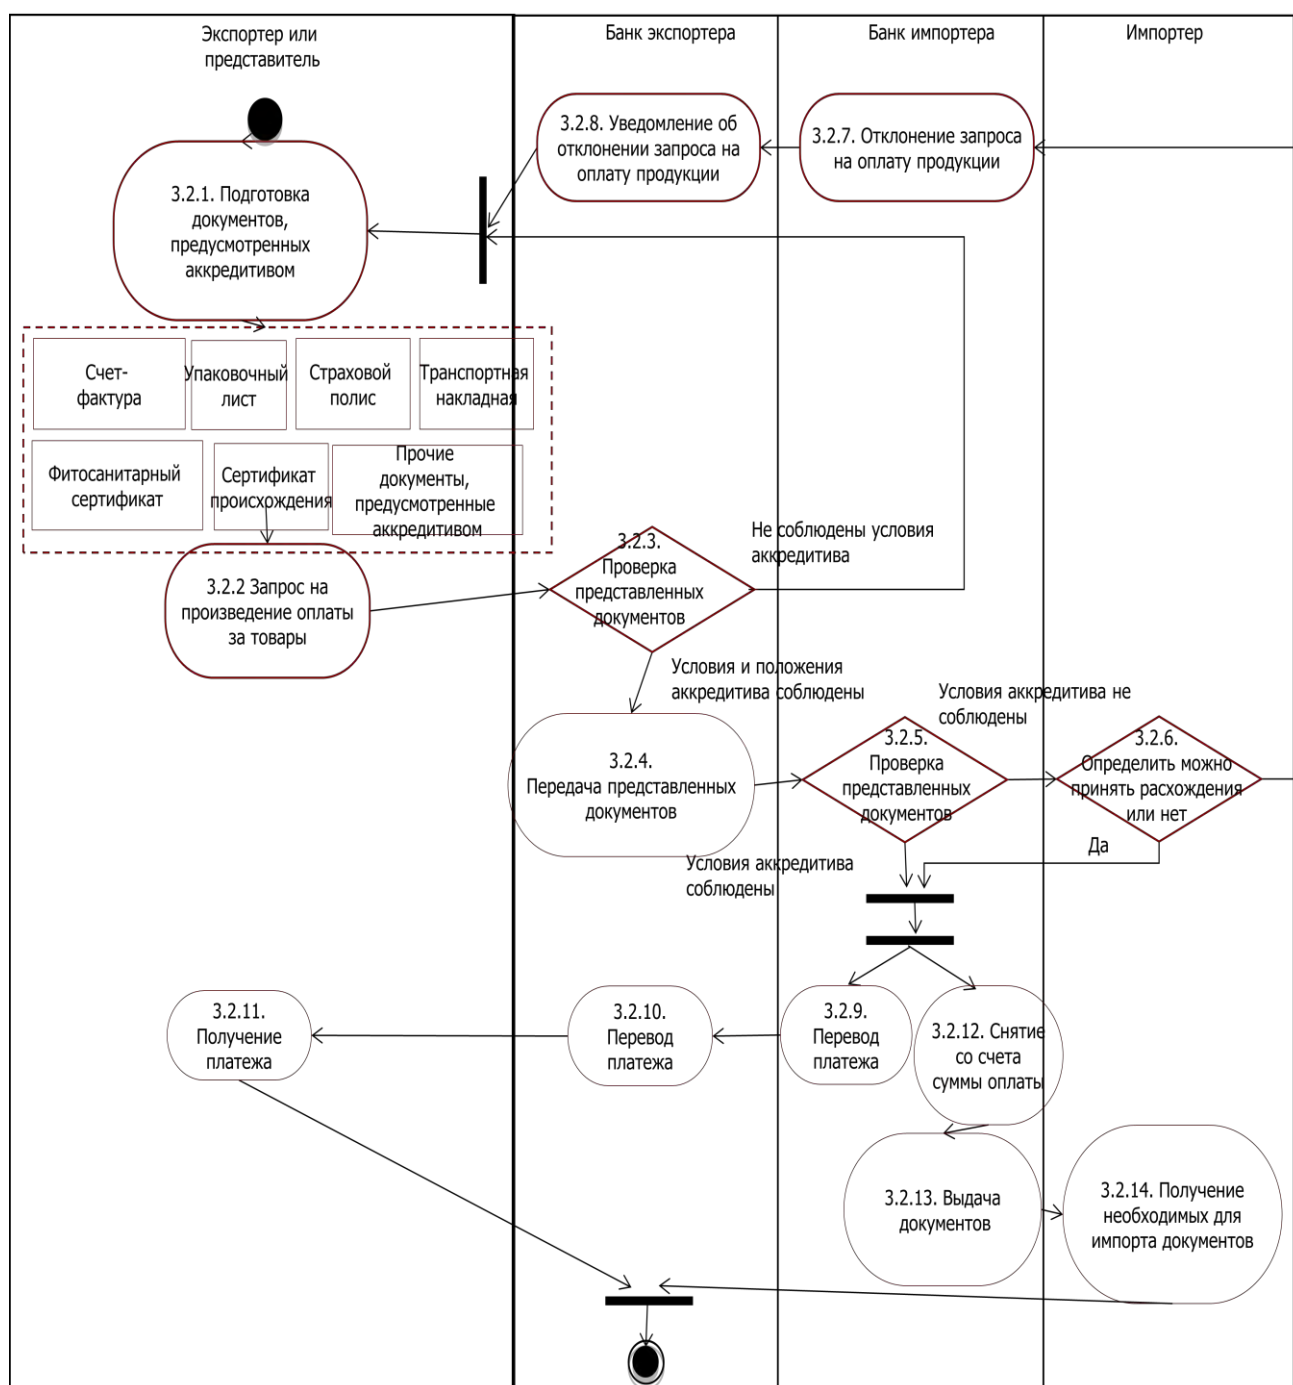 Экспортер или
представитель
Банк экспортера
Банк импортера
Импортер
3.2.8. Уведомление об
отклонении запроса на
оплату продукции
3.2.7. Отклонение запроса
на оплату продукции
3.2.1. Подготовка
документов,
предусмотренных
аккредитивом
Счет-
фактура
Упаковочный
лист
Страховой
полис
Транспортная
накладная
Фитосанитарный
сертификат
Сертификат
происхождения
Прочие
документы,
предусмотренные
аккредитивом
3.2.2 Запрос на
произведение оплаты
за товары
3.2.3.
Проверка
представленных
документов
Не соблюдены условия
аккредитива
Условия и положения
аккредитива соблюдены
3.2.4.
Передача представленных
документов
Условия аккредитива не
соблюдены
3.2.5.
Проверка
представленных
документов
3.2.6.
Определить можно
принять расхождения
или нет
Условия аккредитива
соблюдены
Да
3.2.11.
Получение
платежа
3.2.10.
Перевод
платежа
3.2.9.
Перевод
платежа
3.2.12. Снятие
со счета
суммы оплаты
3.2.13. Выдача
документов
3.2.14. Получение
необходимых для
импорта документов